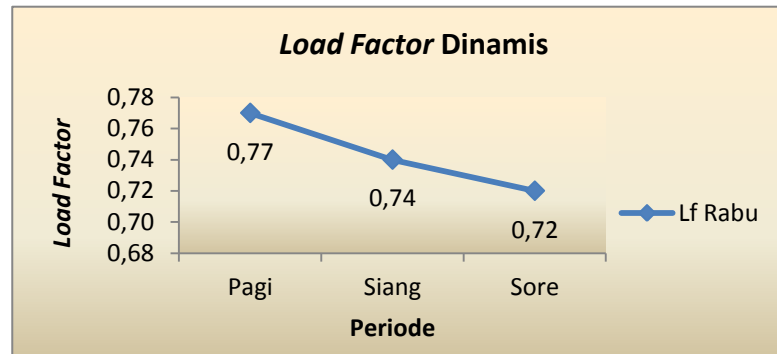 Load Factor Dinamis
0,78
0,76
0,74
0,72
0,70
0,68
Load Factor
0,77
0,74
0,72
Lf Rabu
Pagi Siang Sore
Periode